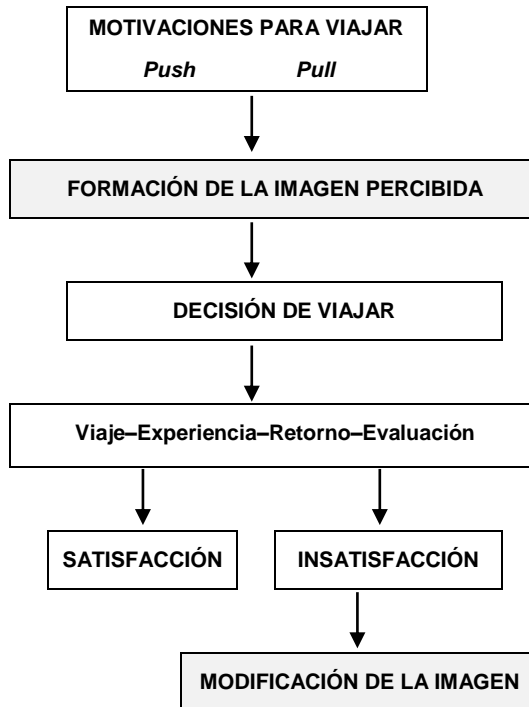 MOTIVACIONES PARA VIAJAR
Push Pull
FORMACIÓN DE LA IMAGEN PERCIBIDA
DECISIÓN DE VIAJAR
Viaje–Experiencia–Retorno–Evaluación
SATISFACCIÓN INSATISFACCIÓN
MODIFICACIÓN DE LA IMAGEN